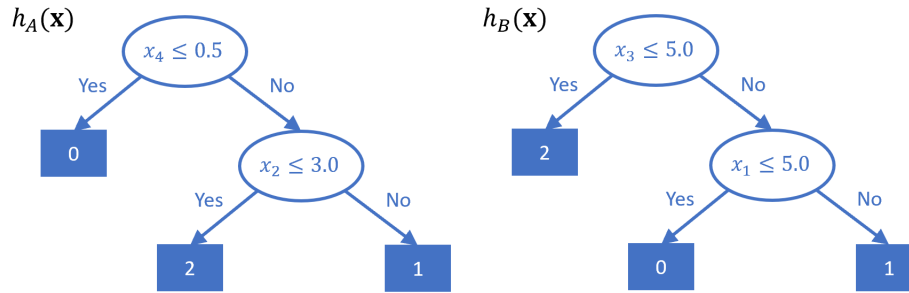 h_A(𝐱)
x_4 ≤ 0.5
Yes
No
0
x_2 ≤ 3.0
Yes
No
2
1
h_B(𝐱)
x_3 ≤ 5.0
Yes
No
2
x_1 ≤ 5.0
Yes
No
0
1